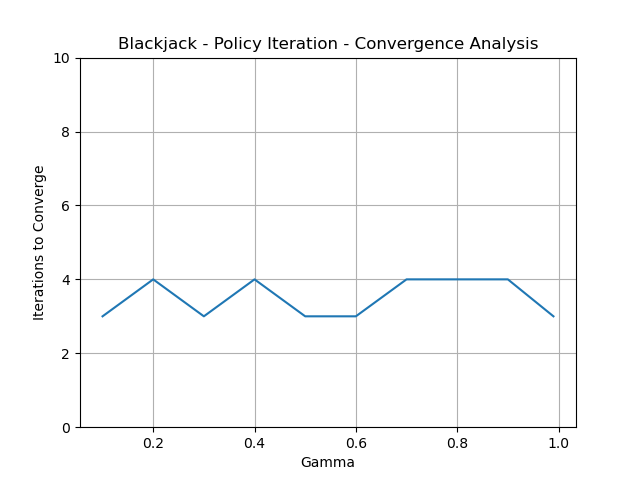 Blackjack - Policy Iteration - Convergence Analysis
10
8
6
4
2
0
Iterations to Converge
0.2 0.4 0.6 0.8 1.0
Gamma